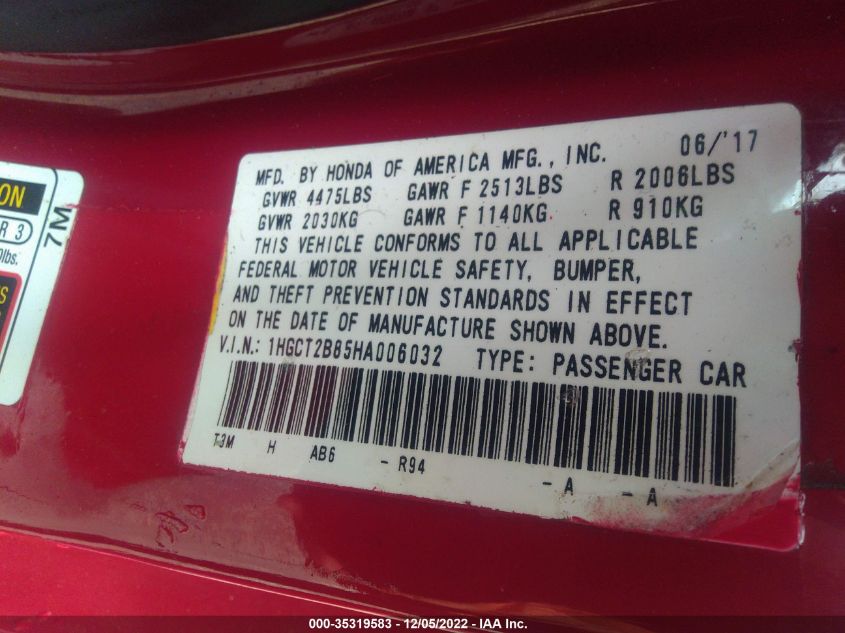 ON
R 3
0lbs.
7M
S
MFD. BY HONDA OF AMERICA MFG., INC. 06/'17
GVWR 4475LBS GAWR F 2513LBS R 2006LBS
GVWR 2030KG GAWR F 1140KG R 910KG
THIS VEHICLE CONFORMS TO ALL APPLICABLE
FEDERAL MOTOR VEHICLE SAFETY, BUMPER,
AND THEFT PREVENTION STANDARDS IN EFFECT
ON THE DATE OF MANUFACTURE SHOWN ABOVE.
V.I.N.: 1HGCT2B85HA006032 TYPE: PASSENGER CAR
T3M H AB6 - R94 - A - A
000-35319583 - 12/05/2022 - IAA Inc.